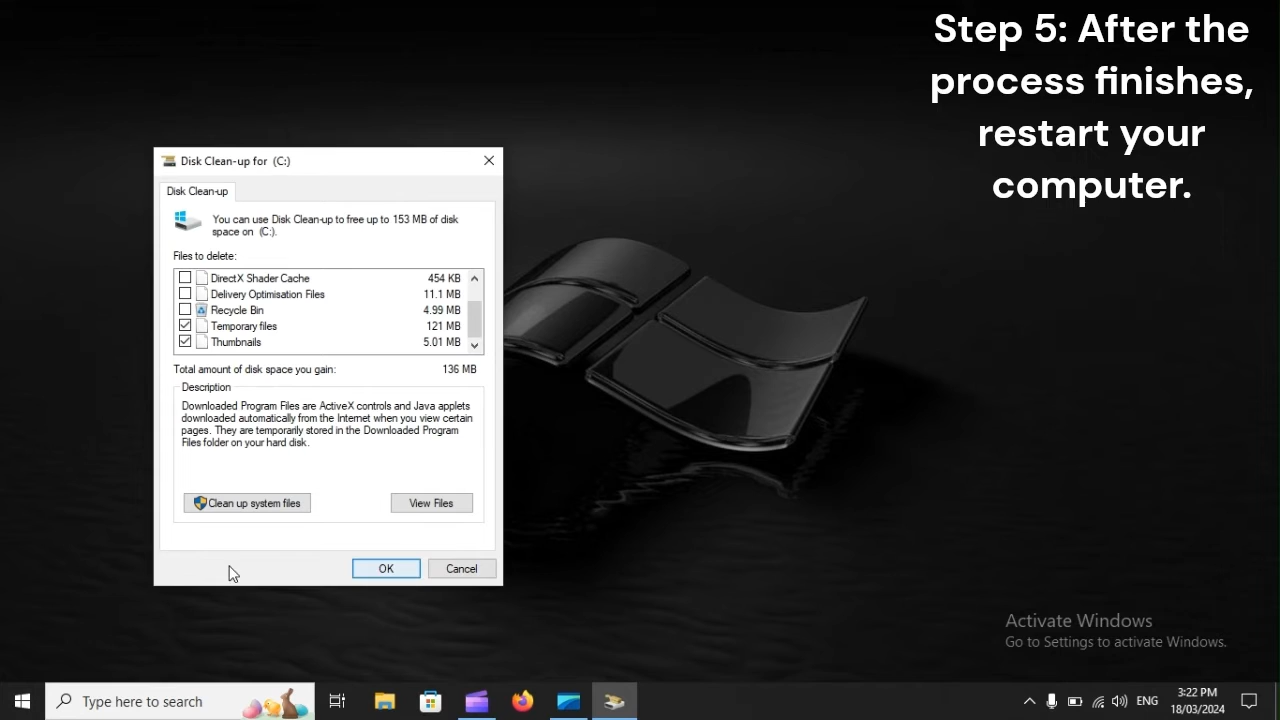 Step 5: After the
process finishes,
restart your
computer.
Disk Clean-up for (C:)
Disk Clean-up
You can use Disk Clean-up to free up to 153 MB of disk
space on (C:).
Files to delete:
DirectX Shader Cache 454 KB
Delivery Optimisation Files 11.1 MB
Recycle Bin 4.99 MB
Temporary files 121 MB
Thumbnails 5.01 MB
Total amount of disk space you gain: 136 MB
Description
Downloaded Program Files are ActiveX controls and Java applets
downloaded automatically from the Internet when you view certain
pages. They are temporarily stored in the Downloaded Program
Files folder on your hard disk.
Clean up system files View Files
OK Cancel
Activate Windows
Go to Settings to activate Windows.
Type here to search
ENG
3:22 PM
18/03/2024